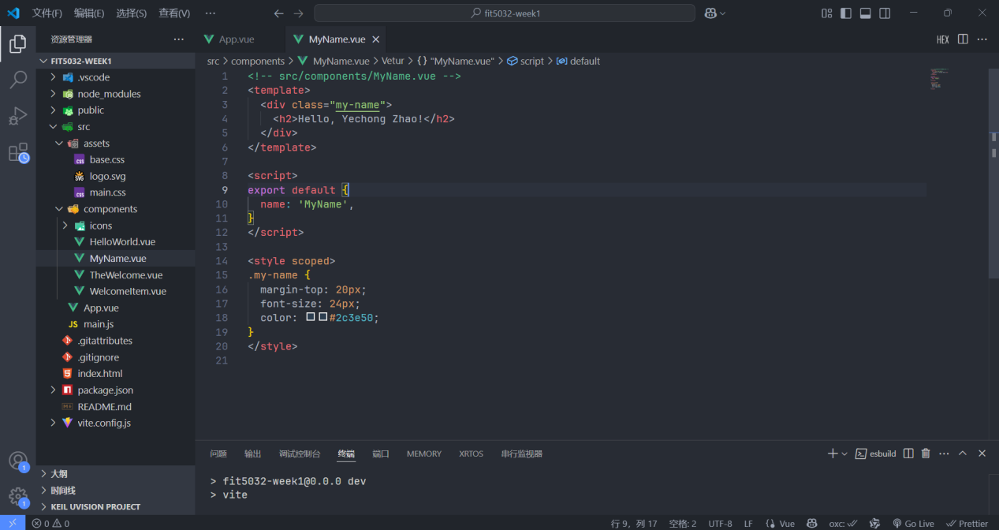 文件(F) 编辑(E) 选择(S) 查看(V) ··· fit5032-week1
资源管理器 ···
FIT5032-WEEK1
.vscode
node_modules
public
src
assets
base.css
logo.svg
main.css
components
icons
HelloWorld.vue
MyName.vue
TheWelcome.vue
WelcomeItem.vue
App.vue
JS main.js
.gitattributes
.gitignore
index.html
package.json
README.md
vite.config.js
大纲
时间线
KEIL UVISION PROJECT
App.vue MyName.vue HEX ···
src > components > MyName.vue > Vetur > {} "MyName.vue" > script > default
1 <!-- src/components/MyName.vue -->
2 <template>
3 <div class="my-name">
4 <h2>Hello, Yechong Zhao!</h2>
5 </div>
6 </template>
7
8 <script>
9 export default {
10 name: 'MyName',
11 }
12 </script>
13
14 <style scoped>
15 .my-name {
16 margin-top: 20px;
17 font-size: 24px;
18 color: #2c3e50;
19 }
20 </style>
21
问题 输出 调试控制台 终端 端口 MEMORY XRTOS 串行监视器 esbuild ···
> fit5032-week1@0.0.0 dev
> vite
1
1
0 0 行 9，列 17 空格: 2 UTF-8 LF {} Vue oxc: Go Live Prettier